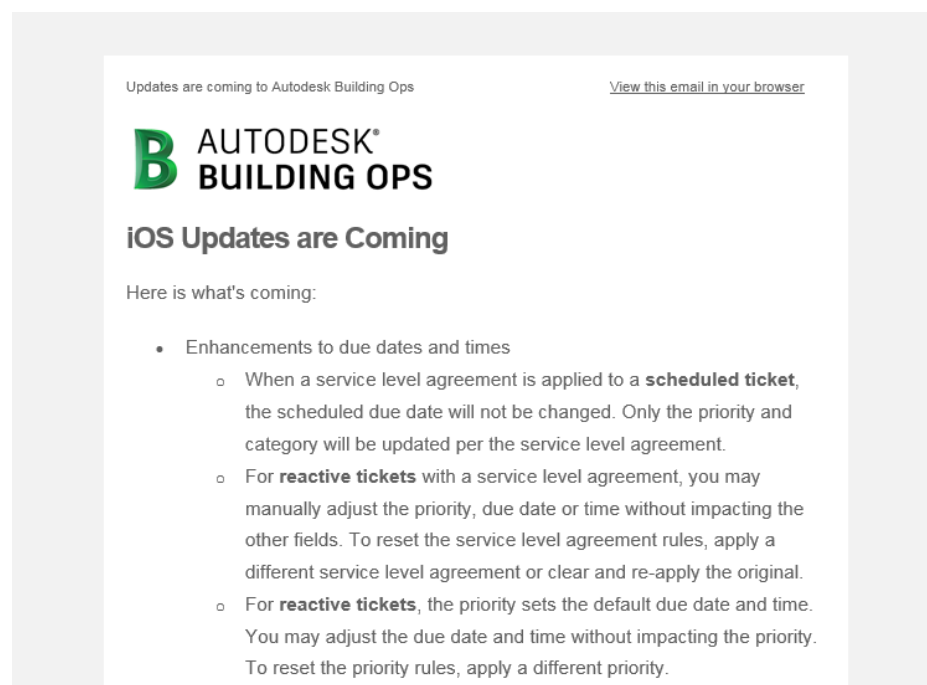 Updates are coming to Autodesk Building Ops
View this email in your browser
B AUTODESK®
BUILDING OPS
iOS Updates are Coming
Here is what's coming:
• Enhancements to due dates and times
o When a service level agreement is applied to a scheduled ticket,
the scheduled due date will not be changed. Only the priority and
category will be updated per the service level agreement.
o For reactive tickets with a service level agreement, you may
manually adjust the priority, due date or time without impacting the
other fields. To reset the service level agreement rules, apply a
different service level agreement or clear and re-apply the original.
o For reactive tickets, the priority sets the default due date and time.
You may adjust the due date and time without impacting the priority.
To reset the priority rules, apply a different priority.